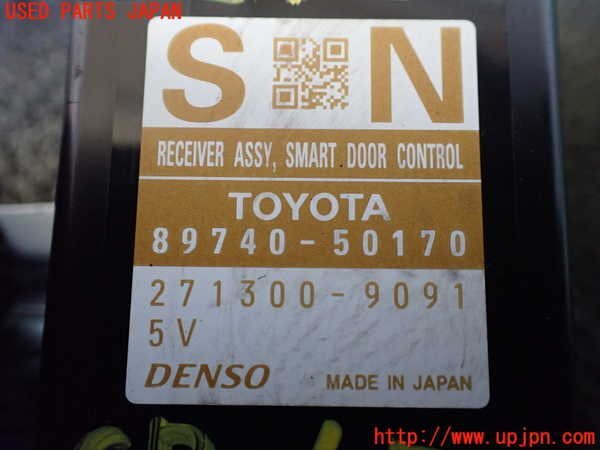 USED PARTS JAPAN
S N
RECEIVER ASSY, SMART DOOR CONTROL
TOYOTA
89740-50170
271300-9091
5V
DENSO MADE IN JAPAN
http://www.upjpn.com/